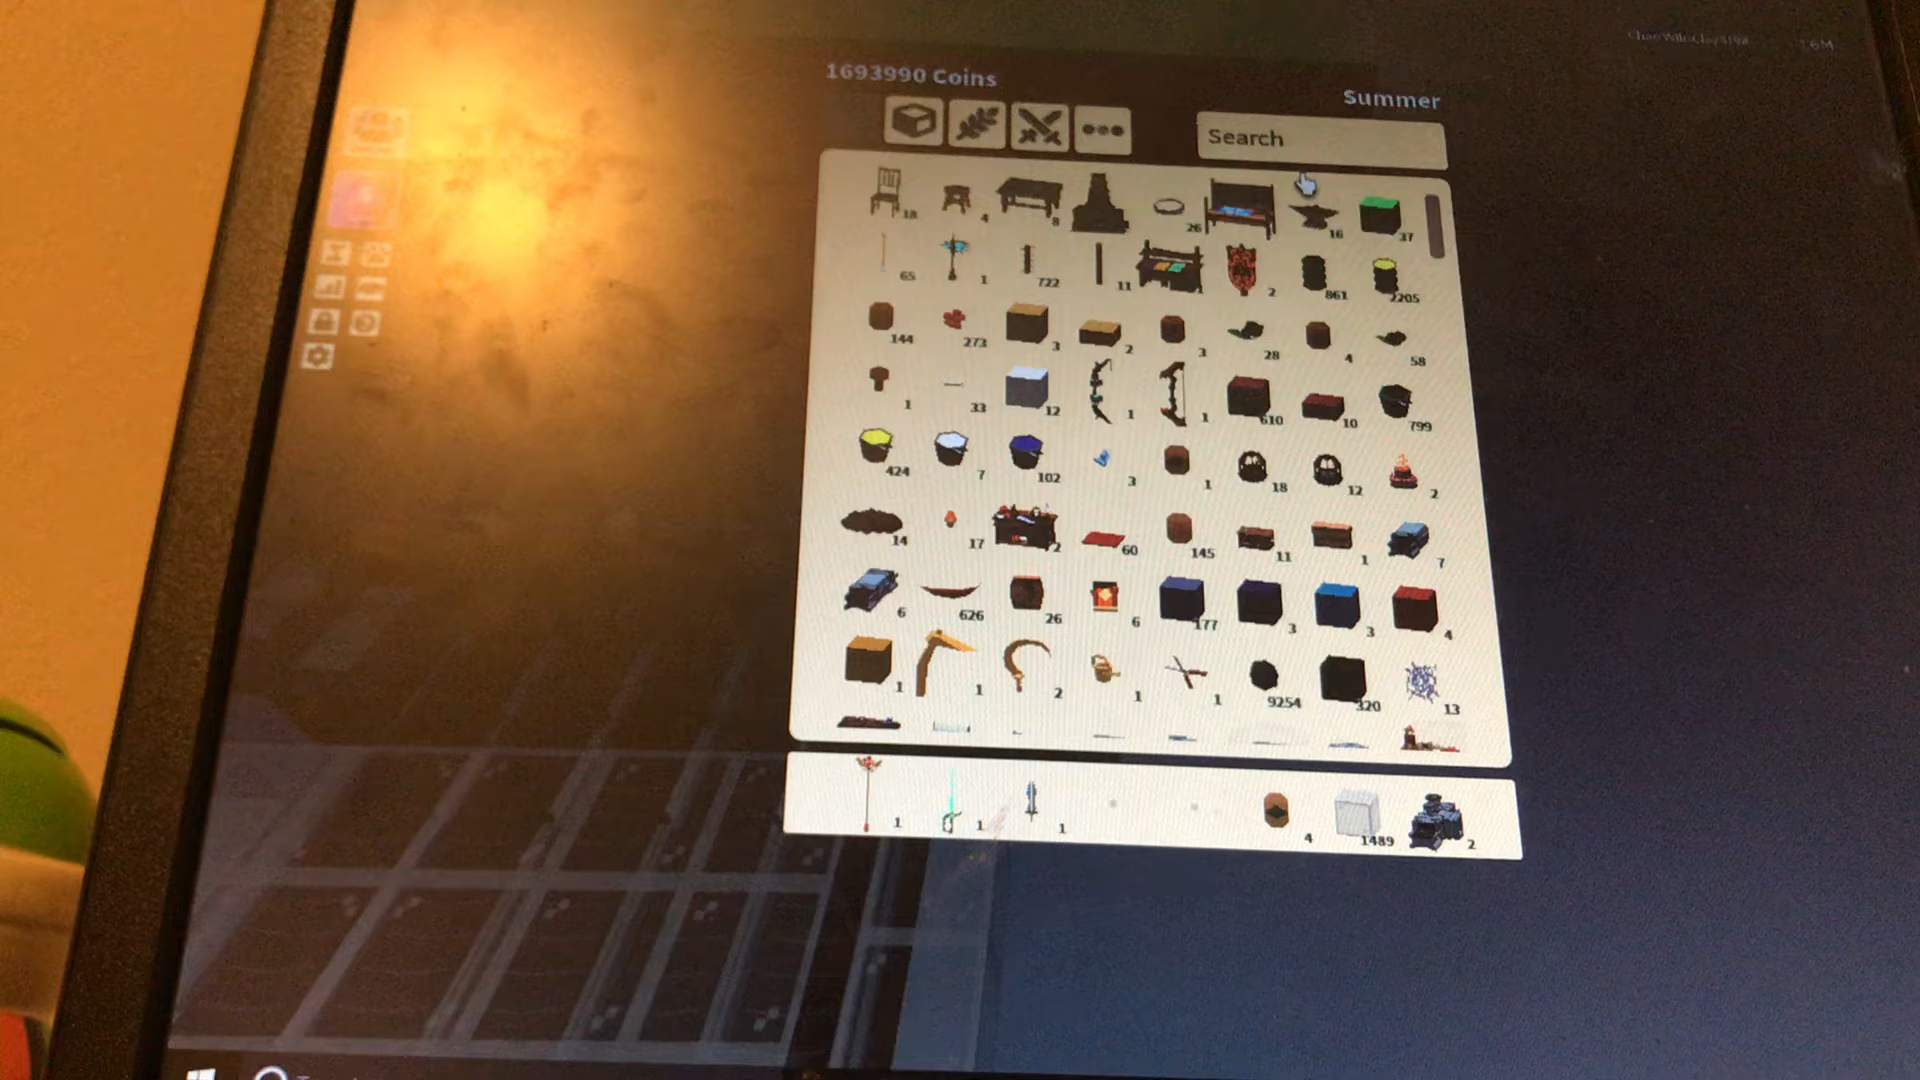 16M
1693990 Coins
Summer
Search
18 4 8 26 16 37
65 1 722 11 1 2 861 2205
144 273 3 2 3 28 4 58
1 33 12 1 1 610 10 799
424 7 102 3 1 18 12 2
14 17 2 60 145 11 1 7
6 626 26 6 177 3 3 4
1 1 2 1 1 9254 320 13
1 1 1 4 1489 2